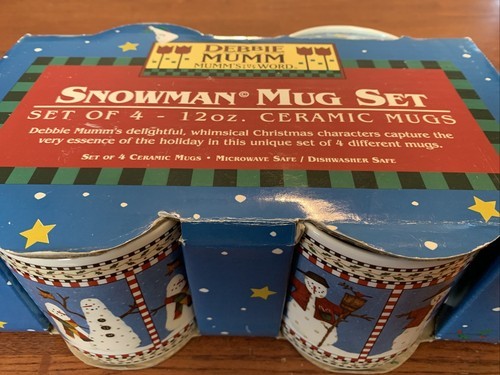 DEBBIE
MUMM
MUMM'S THE WORD
SNOWMAN® MUG SET
SET OF 4 - 12oz. CERAMIC MUGS
Debbie Mumm's delightful, whimsical Christmas characters capture the
very essence of the holiday in this unique set of 4 different mugs.
SET OF 4 CERAMIC MUGS • MICROWAVE SAFE / DISHWASHER SAFE